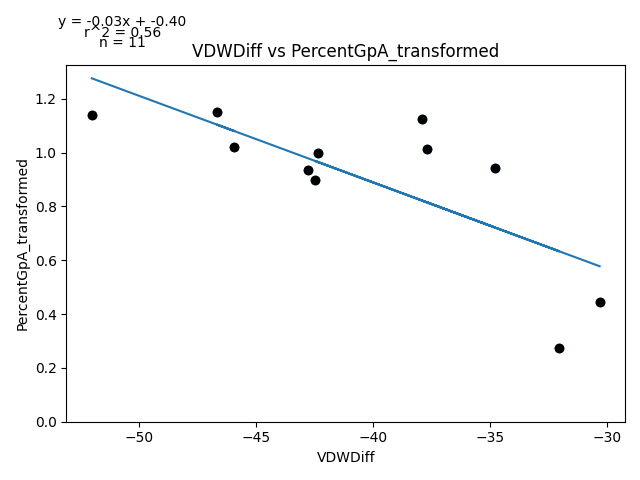 y = -0.03x + -0.40
r^2 = 0.56
n = 11
VDWDiff vs PercentGpA_transformed
PercentGpA_transformed
1.2
1.0
0.8
0.6
0.4
0.2
0.0
−50
−45
−40
−35
−30
VDWDiff